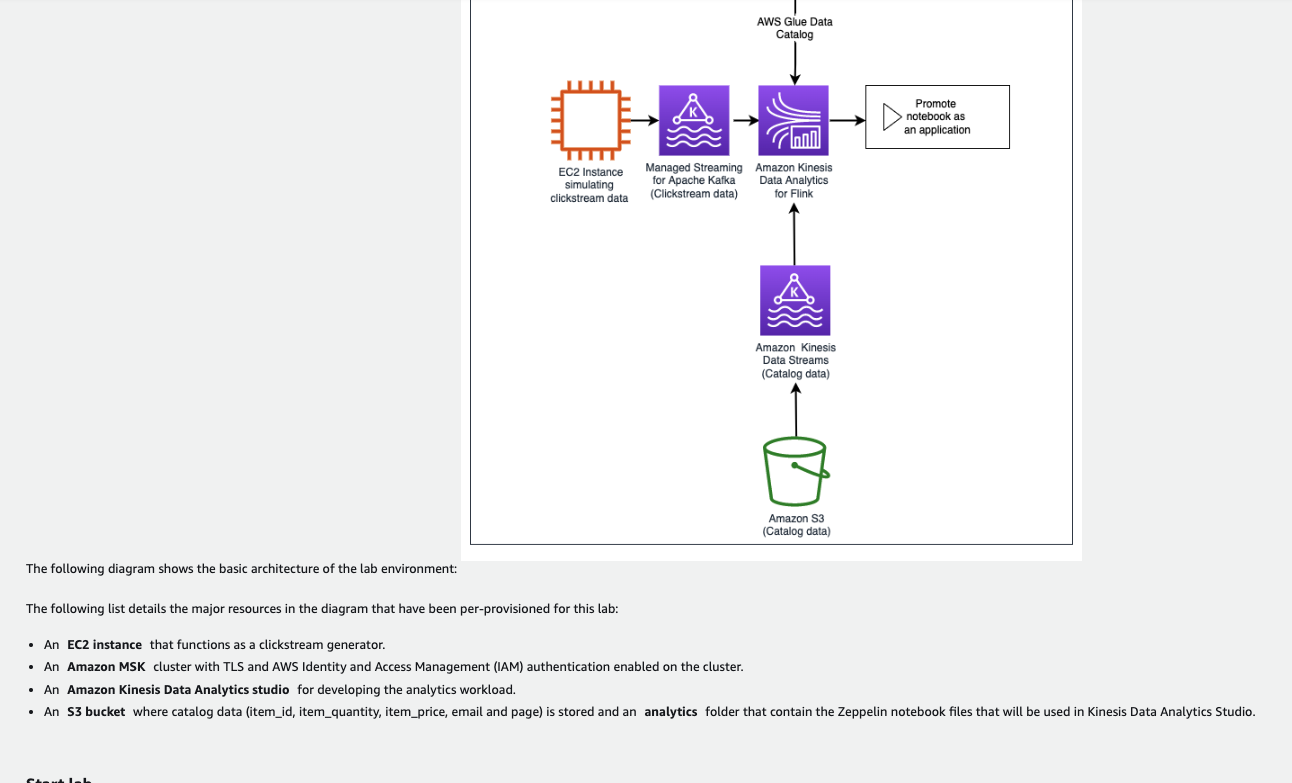 AWS Glue Data
Catalog
Promote
notebook as
an application
EC2 Instance
simulating
clickstream data
Managed Streaming
for Apache Kafka
(Clickstream data)
Amazon Kinesis
Data Analytics
for Flink
K
K
Amazon Kinesis
Data Streams
(Catalog data)
Amazon S3
(Catalog data)
The following diagram shows the basic architecture of the lab environment:
The following list details the major resources in the diagram that have been per-provisioned for this lab:
• An EC2 instance that functions as a clickstream generator.
• An Amazon MSK cluster with TLS and AWS Identity and Access Management (IAM) authentication enabled on the cluster.
• An Amazon Kinesis Data Analytics studio for developing the analytics workload.
• An S3 bucket where catalog data (item_id, item_quantity, item_price, email and page) is stored and an analytics folder that contain the Zeppelin notebook files that will be used in Kinesis Data Analytics Studio.
Start lab